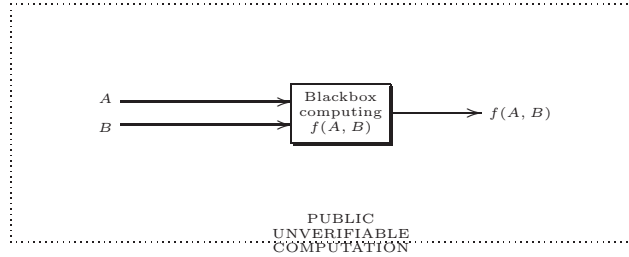 A
B
Blackbox
computing
f(A, B)
f(A, B)
PUBLIC
UNVERIFIABLE
COMPUTATION